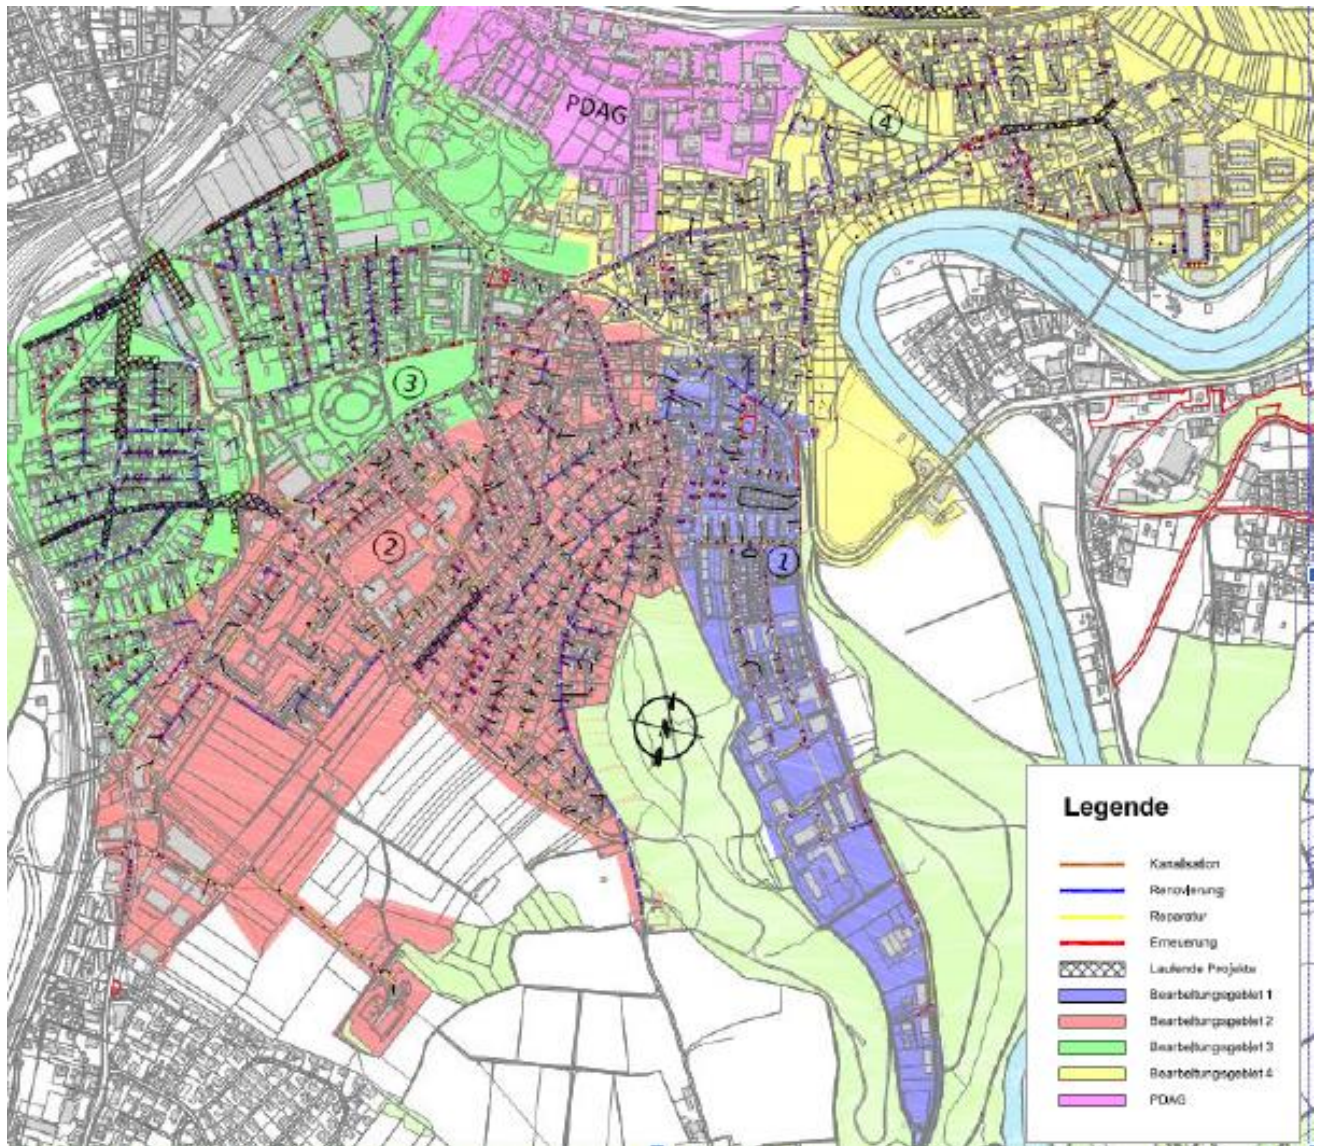 PDAG
4
3
2
1
Legende
Kanalisation
Renovierung
Reparatur
Erneuerung
Laufende Projekte
Bearbeitungsgebiet 1
Bearbeitungsgebiet 2
Bearbeitungsgebiet 3
Bearbeitungsgebiet 4
PDAG